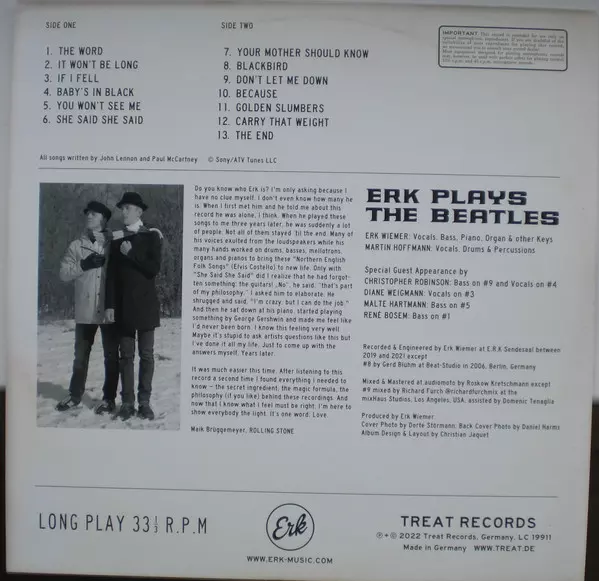 SIDE ONE
1. THE WORD
2. IT WON'T BE LONG
3. IF I FELL
4. BABY'S IN BLACK
5. YOU WON'T SEE ME
6. SHE SAID SHE SAID
SIDE TWO
7. YOUR MOTHER SHOULD KNOW
8. BLACKBIRD
9. DON'T LET ME DOWN
10. BECAUSE
11. GOLDEN SLUMBERS
12. CARRY THAT WEIGHT
13. THE END
IMPORTANT
All songs written by John Lennon and Paul McCartney © Sony/ATV Tunes LLC
Do you know who Erk is? I'm only asking because I
have no clue myself. I don't even know how many he
is. When I first met him and he told me about this
record he was alone, I think. When he played these
songs to me three years later, he was suddenly a lot
of people. Not all of them stayed 'til the end. Many of
his voices exulted from the loudspeakers while his
many hands worked on drums, basses, mellotrons,
organs and pianos to bring these "Northern English
Folk Songs" (Elvis Costello) to new life. Only with
"She Said She Said" did I realize that he had forgot-
ten something: the guitars! „No", he said, "that's part
of my philosophy." I asked him to elaborate. He
shrugged and said, "I'm crazy, but I can do the job."
And then he sat down at his piano, started playing
something by George Gershwin and made me feel like
I'd never been born. I know this feeling very well.
Maybe it's stupid to ask artists questions like this but
I've done it all my life. Just to come up with the
answers myself. Years later.
It was much easier this time. After listening to this
record a second time I found everything I needed to
know – the secret ingredient, the magic formula, the
philosophy (if you like) behind these recordings. And
now that I know what I feel must be right: I'm here to
show everybody the light. It's one word: Love.
Maik Brüggemeyer, ROLLING STONE
ERK PLAYS
THE BEATLES
ERK WIEMER: Vocals, Bass, Piano, Organ & other Keys
MARTIN HOFFMANN: Vocals, Drums & Percussions
Special Guest Appearance by
CHRISTOPHER ROBINSON: Bass on #9 and Vocals on #4
DIANE WEIGMANN: Vocals on #3
MALTE HARTMANN: Bass on #5
RENÉ BOSEM: Bass on #1
Recorded & Engineered by Erk Wiemer at E.R.K Sendesaal between
2019 and 2021 except
#8 by Gerd Bluhm at Beat-Studio in 2006, Berlin, Germany
Mixed & Mastered at audiomoto by Roskow Kretschmann except
#9 mixed by Richard Furch @richardfurchmix at the
mixHaus Studios, Los Angeles, USA, assisted by Domenic Tenaglia
Produced by Erk Wiemer
Cover Photo by Dorte Störmann, Back Cover Photo by Daniel Harms
Album Design & Layout by Christian Jaquet
LONG PLAY 33 1/3 R.P.M
Erk
WWW.ERK-MUSIC.COM
TREAT RECORDS
℗+© 2022 Treat Records, Germany, LC 19911
Made in Germany WWW.TREAT.DE